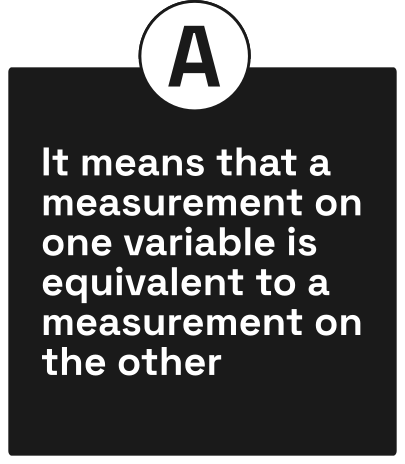 A
It means that a
measurement on
one variable is
equivalent to a
measurement on
the other